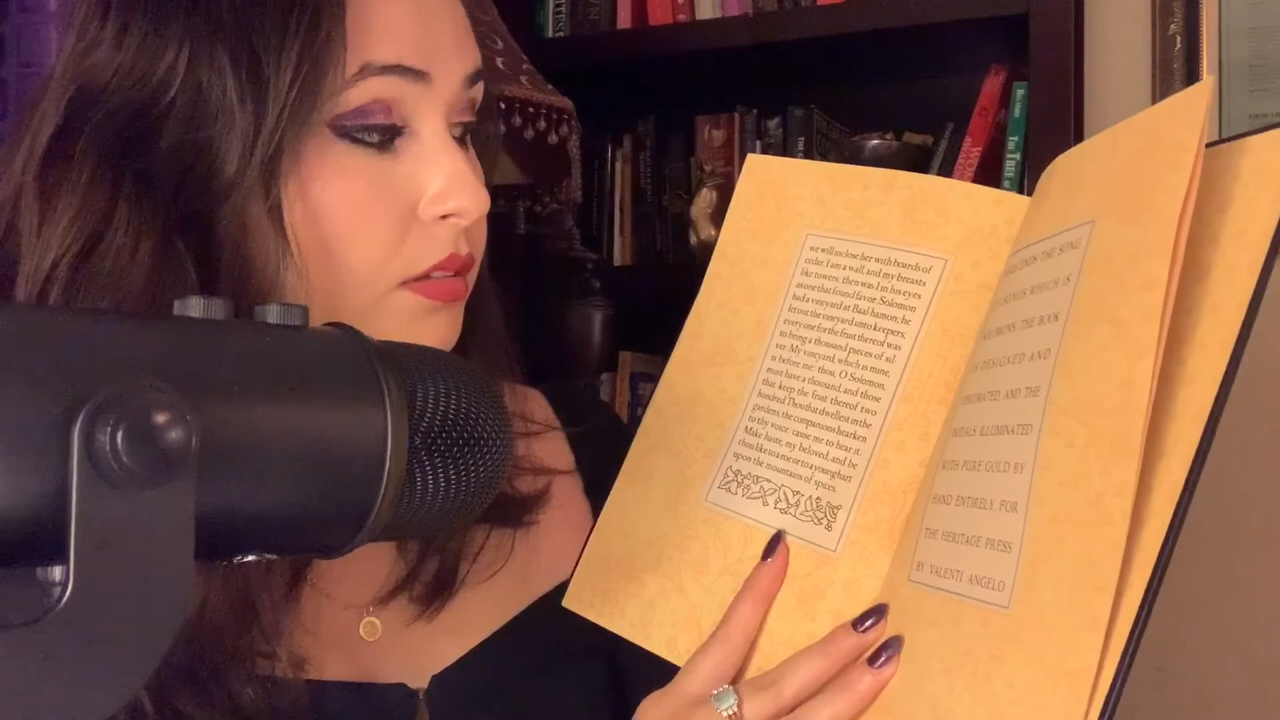 we will inclose her with boards of
cedar. I am a wall, and my breasts
like towers: then was I in his eyes
as one that found favor. Solomon
had a vineyard at Baal-hamon; he
let out the vineyard unto keepers;
every one for the fruit thereof was
to bring a thousand pieces of sil-
ver. My vineyard, which is mine,
is before me: thou, O Solomon,
must have a thousand, and those
that keep the fruit thereof two
hundred. Thou that dwellest in the
gardens, the companions hearken
to thy voice: cause me to hear it.
Make haste, my beloved, and be
thou like to a roe or to a young hart
upon the mountains of spices.
ENDS THE SONG
SONGS WHICH IS
SOLOMONS. THE BOOK
IS DESIGNED AND
DECORATED, AND THE
INITIALS ILLUMINATED
WITH PURE GOLD BY
HAND ENTIRELY, FOR
THE HERITAGE PRESS
BY VALENTI ANGELO
THE TREE